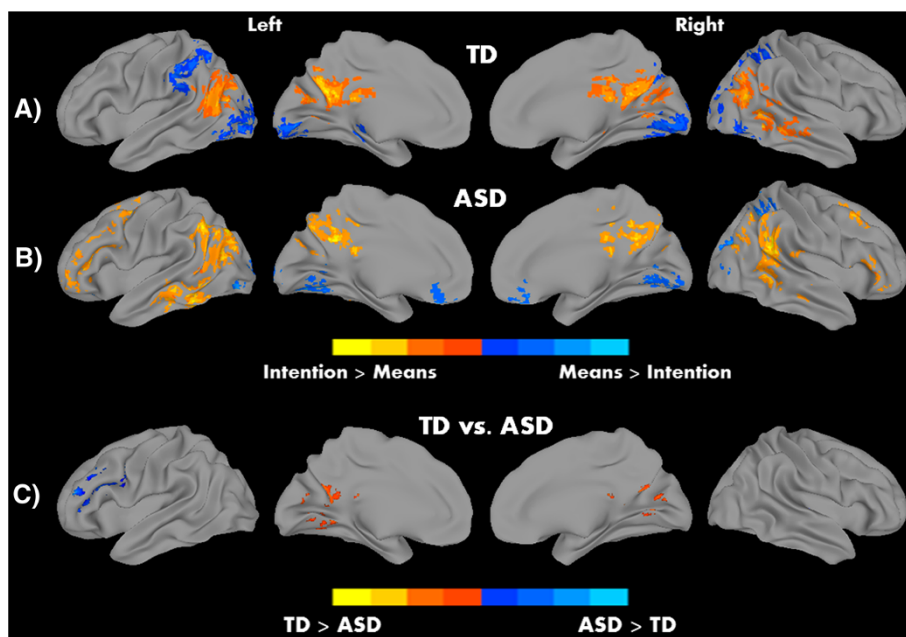 Left
Right
TD
A)
ASD
B)
Intention > Means
Means > Intention
TD vs. ASD
C)
TD > ASD
ASD > TD